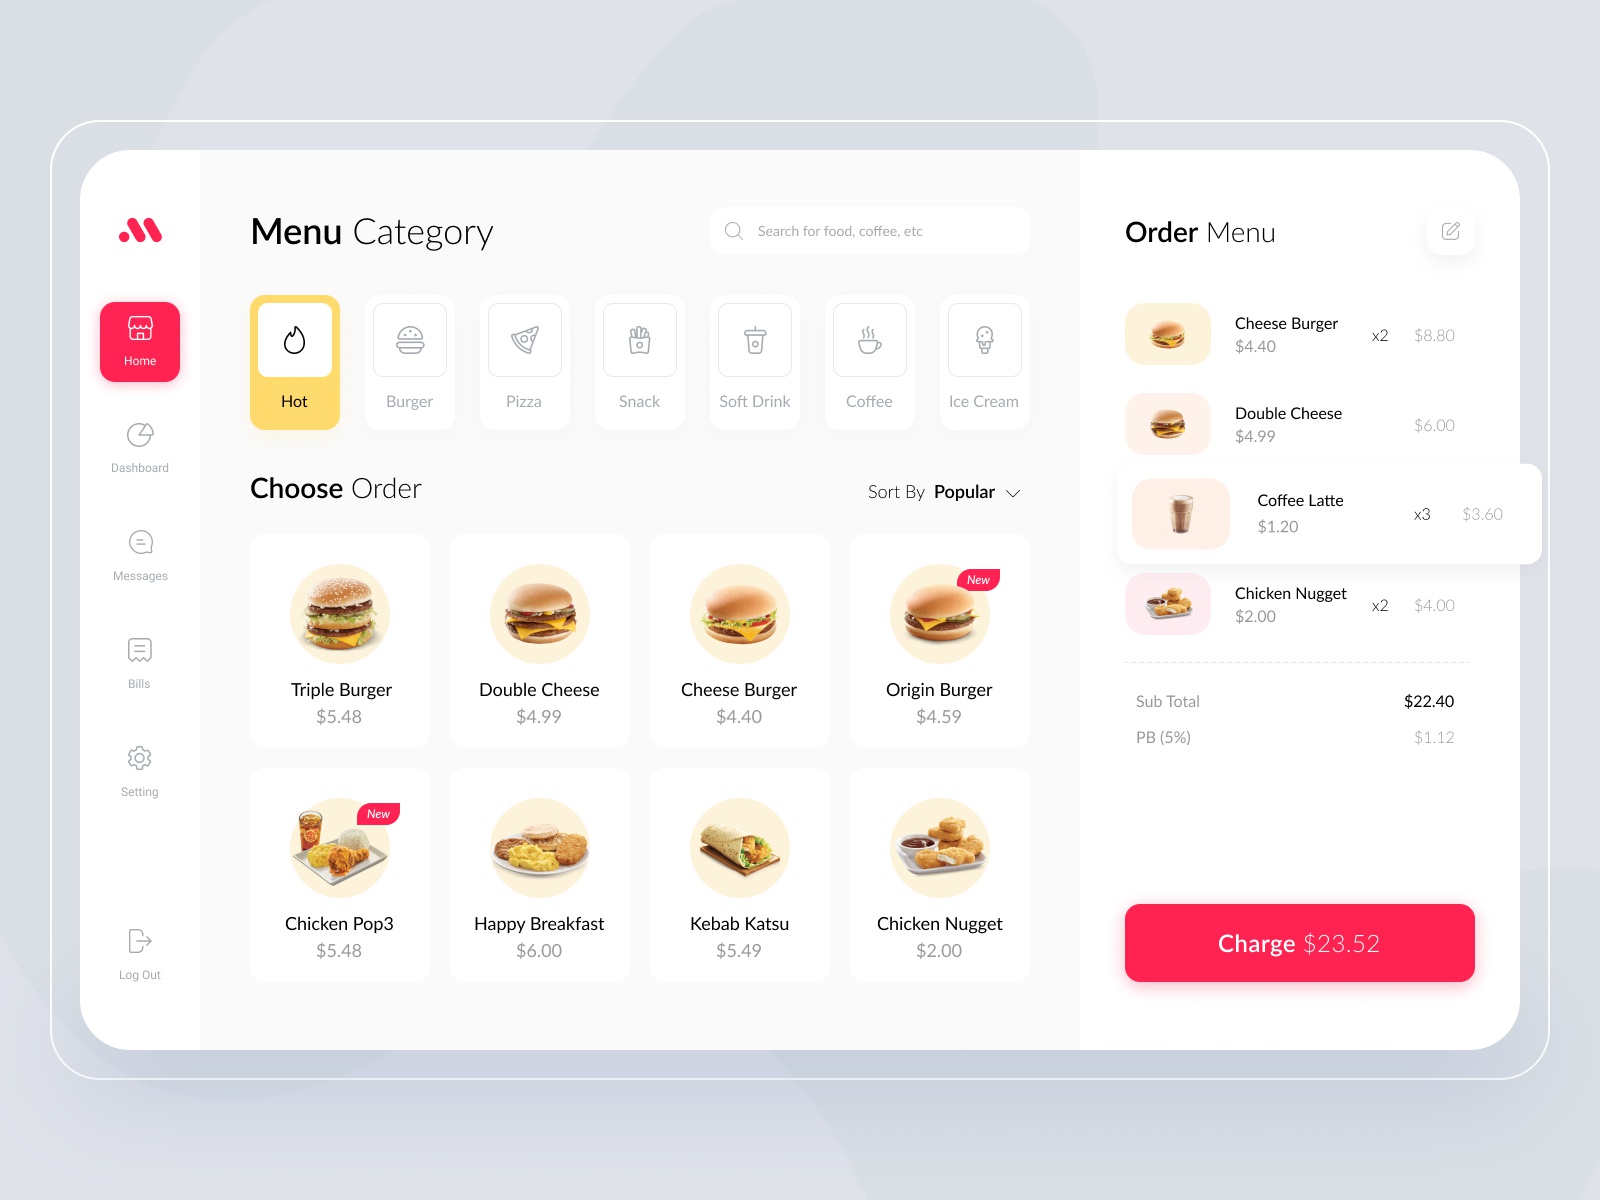 Menu Category
Search for food, coffee, etc
Order Menu
Home
Dashboard
Messages
Bills
Setting
Log Out
Hot
Burger
Pizza
Snack
Soft Drink
Coffee
Ice Cream
Choose Order
Sort By Popular
Triple Burger
$5.48
Double Cheese
$4.99
Cheese Burger
$4.40
New
Origin Burger
$4.59
New
Chicken Pop3
$5.48
Happy Breakfast
$6.00
Kebab Katsu
$5.49
Chicken Nugget
$2.00
Cheese Burger
$4.40
x2
$8.80
Double Cheese
$4.99
$6.00
Coffee Latte
$1.20
x3
$3.60
Chicken Nugget
$2.00
x2
$4.00
Sub Total
$22.40
PB (5%)
$1.12
Charge $23.52